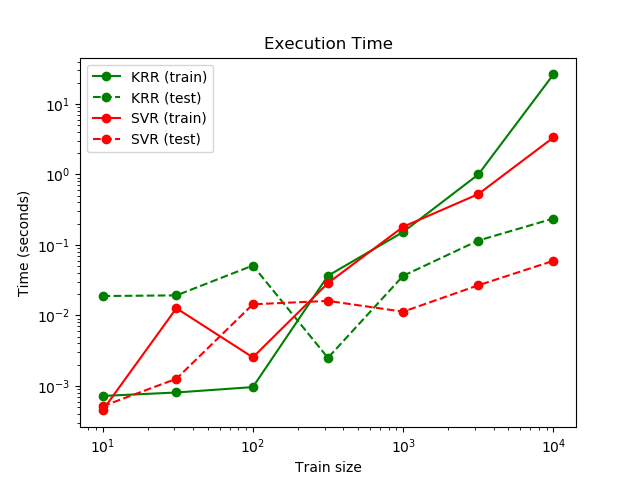 Execution Time
KRR (train)
KRR (test)
SVR (train)
SVR (test)
10¹
10⁰
10⁻¹
10⁻²
10⁻³
Time (seconds)
10¹ 10² 10³ 10⁴
Train size